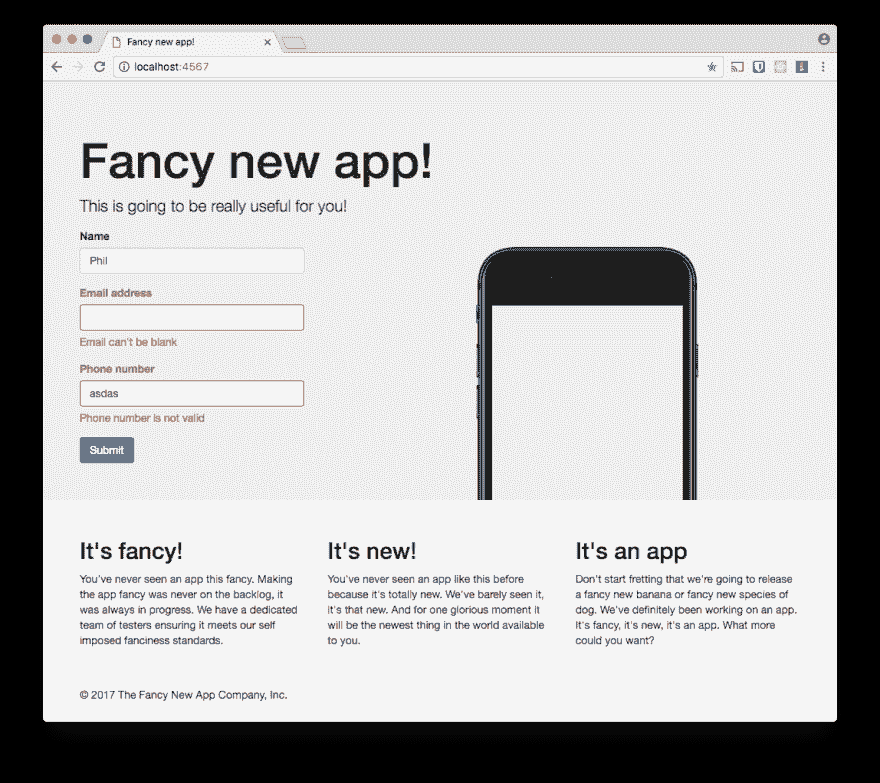 Fancy new app!
localhost:4567
Fancy new app!
This is going to be really useful for you!
Name
Phil
Email address
Email can't be blank
Phone number
asdas
Phone number is not valid
Submit
It's fancy!
You've never seen an app this fancy. Making
the app fancy was never on the backlog, it
was always in progress. We have a dedicated
team of testers ensuring it meets our self
imposed fanciness standards.
It's new!
You've never seen an app like this before
because it's totally new. We've barely seen it,
it's that new. And for one glorious moment it
will be the newest thing in the world available
to you.
It's an app
Don't start fretting that we're going to release
a fancy new banana or fancy new species of
dog. We've definitely been working on an app.
It's fancy, it's new, it's an app. What more
could you want?
© 2017 The Fancy New App Company, Inc.